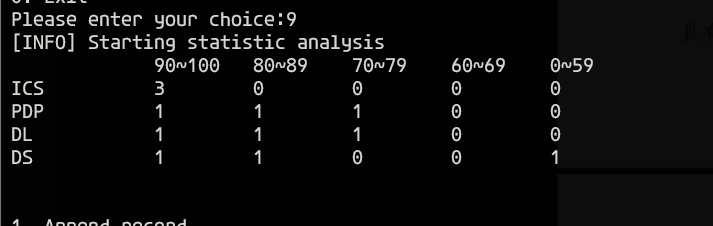 0. Exit
Please enter your choice:9
[INFO] Starting statistic analysis
90~100 80~89 70~79 60~69 0~59
ICS 3 0 0 0 0
PDP 1 1 1 0 0
DL 1 1 1 0 0
DS 1 1 0 0 1
1. Append record